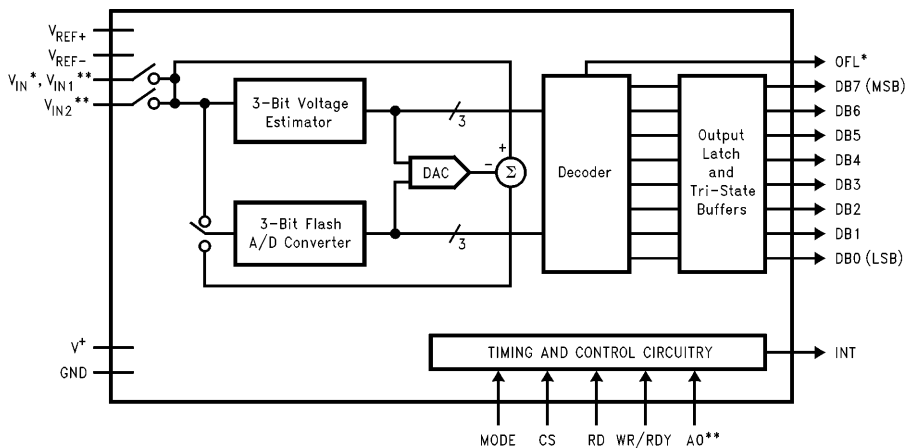 VREF+
VREF-
VIN*, VIN1**
VIN2**
3-Bit Voltage
Estimator
3
DAC
-
+
Σ
3-Bit Flash
A/D Converter
3
Decoder
Output
Latch
and
Tri-State
Buffers
OFL*
DB7 (MSB)
DB6
DB5
DB4
DB3
DB2
DB1
DB0 (LSB)
V+
GND
TIMING AND CONTROL CIRCUITRY
INT
MODE CS RD WR/RDY A0**